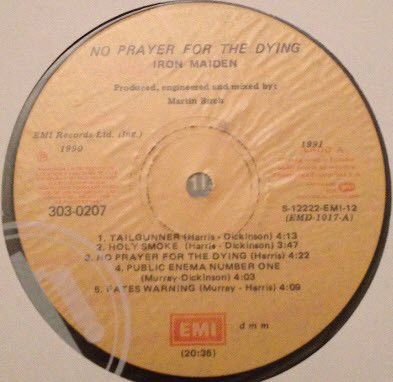 NO PRAYER FOR THE DYING
IRON MAIDEN
Produced, engineered and mixed by:
Martin Birch
EMI Records Ltd. (Ing.)
1990
1991
LADO A
303-0207
S-12222-EMI-12
(EMD-1017-A)
1. TAILGUNNER (Harris - Dickinson) 4:13
2. HOLY SMOKE (Harris - Dickinson) 3:47
3. NO PRAYER FOR THE DYING (Harris) 4:22
4. PUBLIC ENEMA NUMBER ONE
(Murray-Dickinson) 4:03
5. FATES WARNING (Murray - Harris) 4:09
EMI
dmm
(20:36)